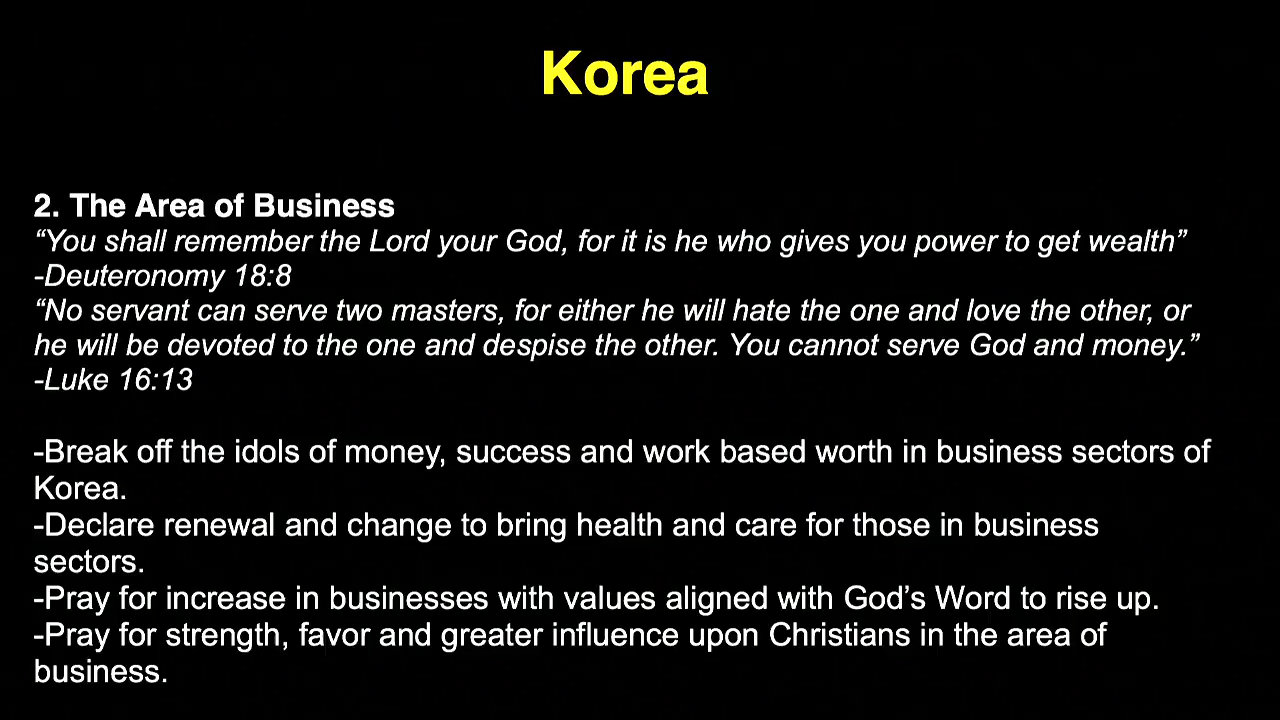 Korea
2. The Area of Business
“You shall remember the Lord your God, for it is he who gives you power to get wealth”
-Deuteronomy 18:8
“No servant can serve two masters, for either he will hate the one and love the other, or
he will be devoted to the one and despise the other. You cannot serve God and money.”
-Luke 16:13
-Break off the idols of money, success and work based worth in business sectors of
Korea.
-Declare renewal and change to bring health and care for those in business
sectors.
-Pray for increase in businesses with values aligned with God’s Word to rise up.
-Pray for strength, favor and greater influence upon Christians in the area of
business.